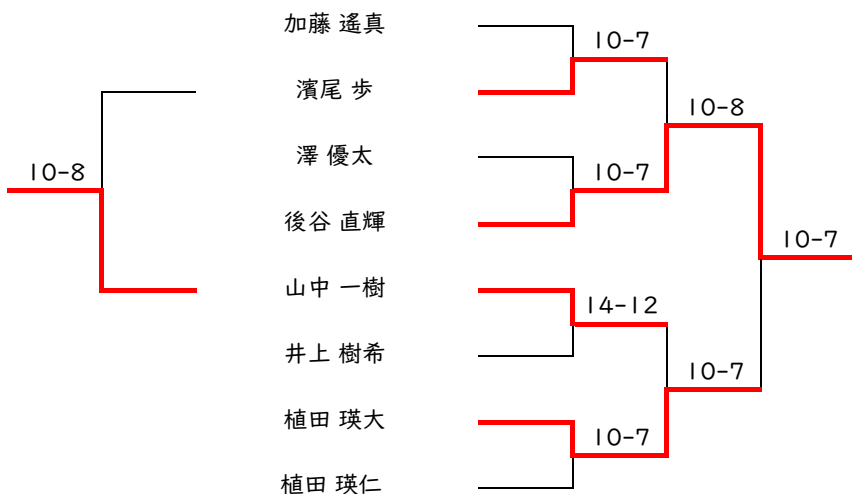 加藤 遙真
10-7
濱尾 歩
10-8
澤 優太
10-8
10-7
後谷 直輝
10-7
山中 一樹
14-12
井上 樹希
10-7
植田 瑛大
10-7
植田 瑛仁